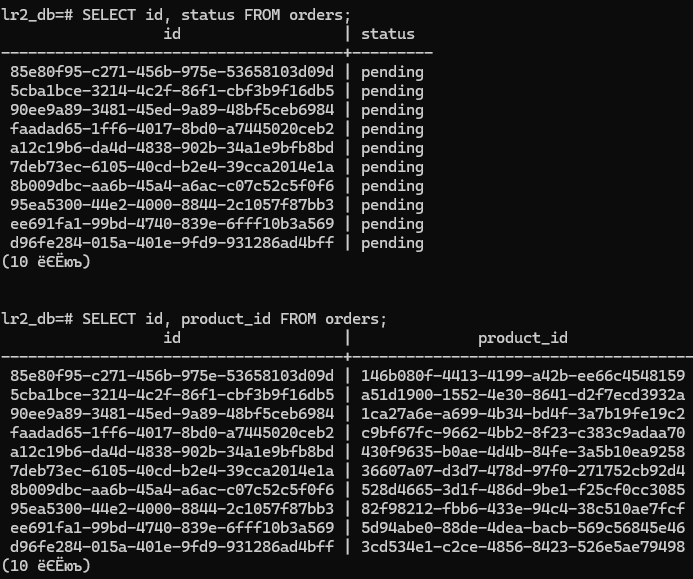 lr2_db=# SELECT id, status FROM orders;
id | status
--------------------------------------+---------
85e80f95-c271-456b-975e-53658103d09d | pending
5cba1bce-3214-4c2f-86f1-cbf3b9f16db5 | pending
90ee9a89-3481-45ed-9a89-48bf5ceb6984 | pending
faadad65-1ff6-4017-8bd0-a7445020ceb2 | pending
a12c19b6-da4d-4838-902b-34a1e9bfb8bd | pending
7deb73ec-6105-40cd-b2e4-39cca2014e1a | pending
8b009dbc-aa6b-45a4-a6ac-c07c52c5f0f6 | pending
95ea5300-44e2-4000-8844-2c1057f87bb3 | pending
ee691fa1-99bd-4740-839e-6fff10b3a569 | pending
d96fe284-015a-401e-9fd9-931286ad4bff | pending
(10 ёЄЁюъ)
lr2_db=# SELECT id, product_id FROM orders;
id | product_id
--------------------------------------+--------------------------------------
85e80f95-c271-456b-975e-53658103d09d | 146b080f-4413-4199-a42b-ee66c4548159
5cba1bce-3214-4c2f-86f1-cbf3b9f16db5 | a51d1900-1552-4e30-8641-d2f7ecd3932a
90ee9a89-3481-45ed-9a89-48bf5ceb6984 | 1ca27a6e-a699-4b34-bd4f-3a7b19fe19c2
faadad65-1ff6-4017-8bd0-a7445020ceb2 | c9bf67fc-9662-4bb2-8f23-c383c9adaa70
a12c19b6-da4d-4838-902b-34a1e9bfb8bd | 430f9635-b0ae-4d4b-84fe-3a5b10ea9258
7deb73ec-6105-40cd-b2e4-39cca2014e1a | 36607a07-d3d7-478d-97f0-271752cb92d4
8b009dbc-aa6b-45a4-a6ac-c07c52c5f0f6 | 528d4665-3d1f-486d-9be1-f25cf0cc3085
95ea5300-44e2-4000-8844-2c1057f87bb3 | 82f98212-fbb6-433e-94c4-38c510ae7fcf
ee691fa1-99bd-4740-839e-6fff10b3a569 | 5d94abe0-88de-4dea-bacb-569c56845e46
d96fe284-015a-401e-9fd9-931286ad4bff | 3cd534e1-c2ce-4856-8423-526e5ae79498
(10 ёЄЁюъ)